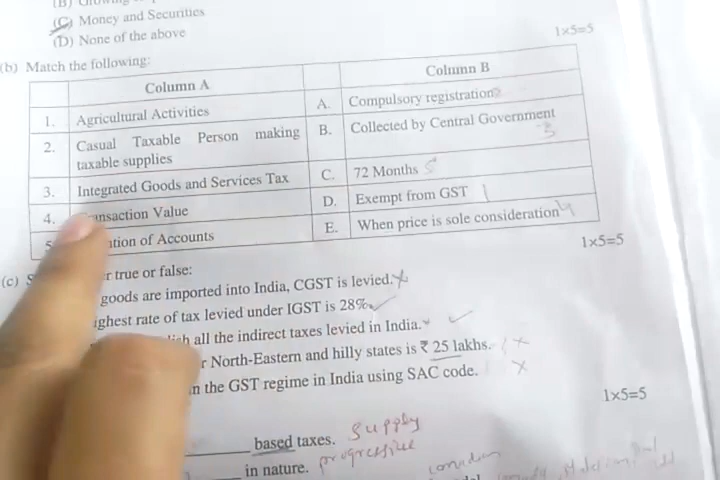 (C) Money and Securities
(D) None of the above
1×5=5
(b) Match the following:
Column A Column B
1. Agricultural Activities A. Compulsory registration 2
2. Casual Taxable Person making taxable supplies B. Collected by Central Government 3
3. Integrated Goods and Services Tax C. 72 Months 5
4. Value D. Exempt from GST 1
of Accounts E. When price is sole consideration 4
1×5=5
(c) true or false:
goods are imported into India, CGST is levied. ×
rate of tax levied under IGST is 28%. ✓
all the indirect taxes levied in India. ✓
North-Eastern and hilly states is ₹ 25 lakhs. ×
the GST regime in India using SAC code. ×
1×5=5
based taxes. supply
in nature. progressive